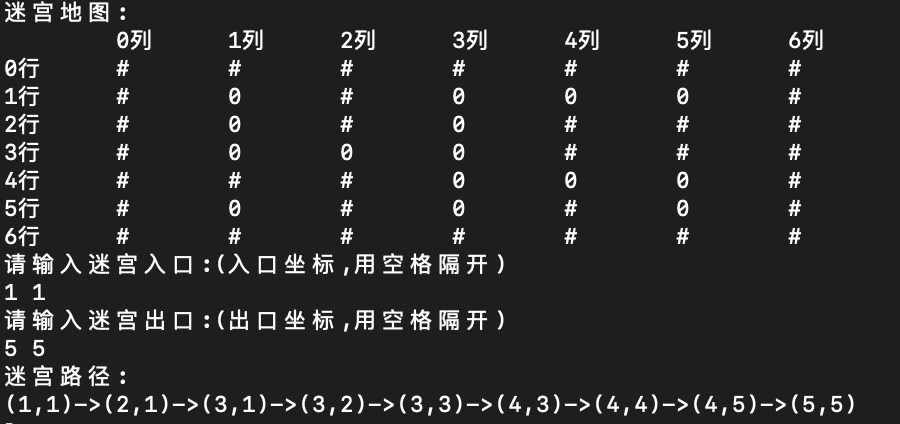 迷宫地图:
0列 1列 2列 3列 4列 5列 6列
0行 # # # # # # #
1行 # 0 # 0 0 0 #
2行 # 0 # 0 # # #
3行 # 0 0 0 # # #
4行 # # # 0 0 0 #
5行 # 0 # 0 # 0 #
6行 # # # # # # #
请输入迷宫入口:(入口坐标,用空格隔开)
1 1
请输入迷宫出口:(出口坐标,用空格隔开)
5 5
迷宫路径:
(1,1)->(2,1)->(3,1)->(3,2)->(3,3)->(4,3)->(4,4)->(4,5)->(5,5)